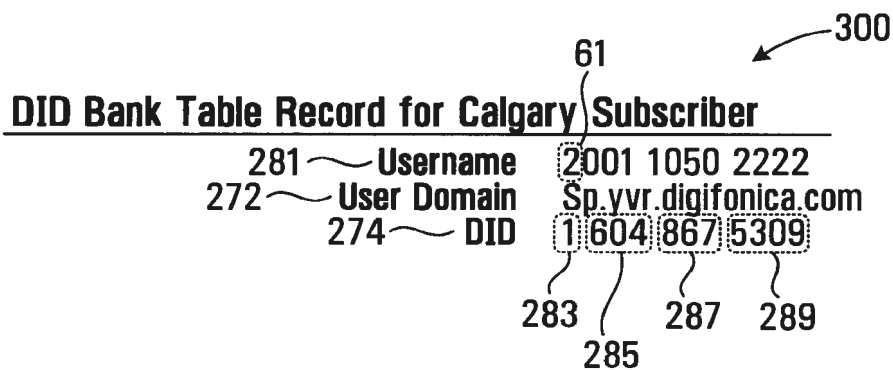 300
61
DID Bank Table Record for Calgary Subscriber
281 Username 2001 1050 2222
272 User Domain Sp.yvr.digifonica.com
274 DID 1 604 867 5309
283 287 289
285